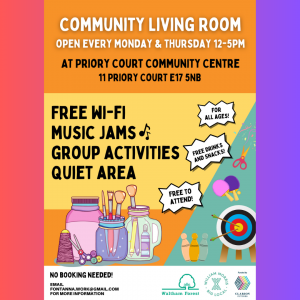 COMMUNITY LIVING ROOM
OPEN EVERY MONDAY & THURSDAY 12-5PM
AT PRIORY COURT COMMUNITY CENTRE
11 PRIORY COURT E17 5NB
FREE WI-FI
MUSIC JAMS
GROUP ACTIVITIES
QUIET AREA
FOR ALL AGES!
FREE DRINKS
AND SNACKS!
FREE TO
ATTEND!
NO BOOKING NEEDED!
EMAIL
FONTANNA.WORK@GMAIL.COM
FOR MORE INFORMATION
Waltham Forest